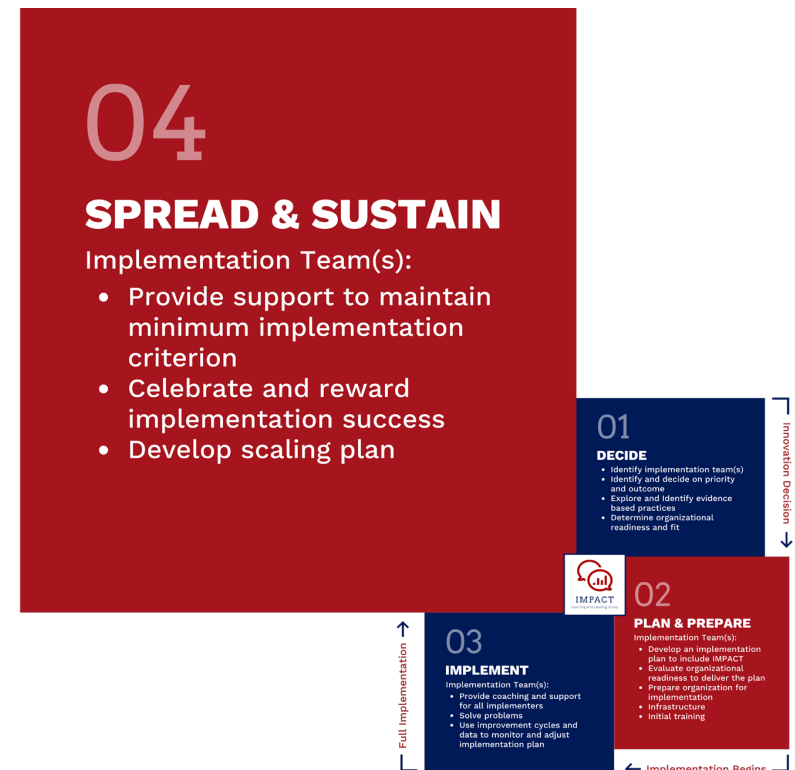 04
SPREAD & SUSTAIN
Implementation Team(s):
• Provide support to maintain
minimum implementation
criterion
• Celebrate and reward
implementation success
• Develop scaling plan
01
DECIDE
• Identify implementation team(s)
• Identify and decide on priority
and outcome
• Explore and Identify evidence
based practices
• Determine organizational
readiness and fit
Innovation Decision
IMPACT
Learning and Leading Group
02
PLAN & PREPARE
Implementation Team(s):
• Develop an implementation
plan to include IMPACT
• Evaluate organizational
readiness to deliver the plan
• Prepare organization for
implementation
• Infrastructure
• Initial training
Implementation Begins
03
IMPLEMENT
Implementation Team(s):
• Provide coaching and support
for all implementers
• Solve problems
• Use improvement cycles and
data to monitor and adjust
implementation plan
Full Implementation